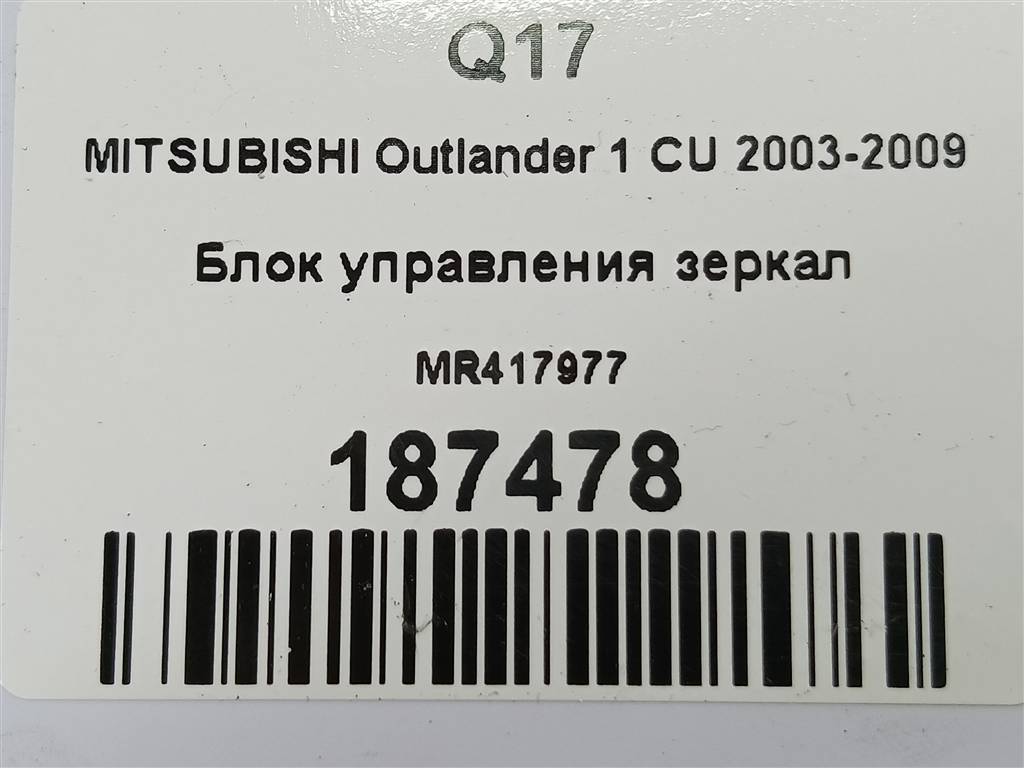 Q17
MITSUBISHI Outlander 1 CU 2003-2009
Блок управления зеркал
MR417977
187478